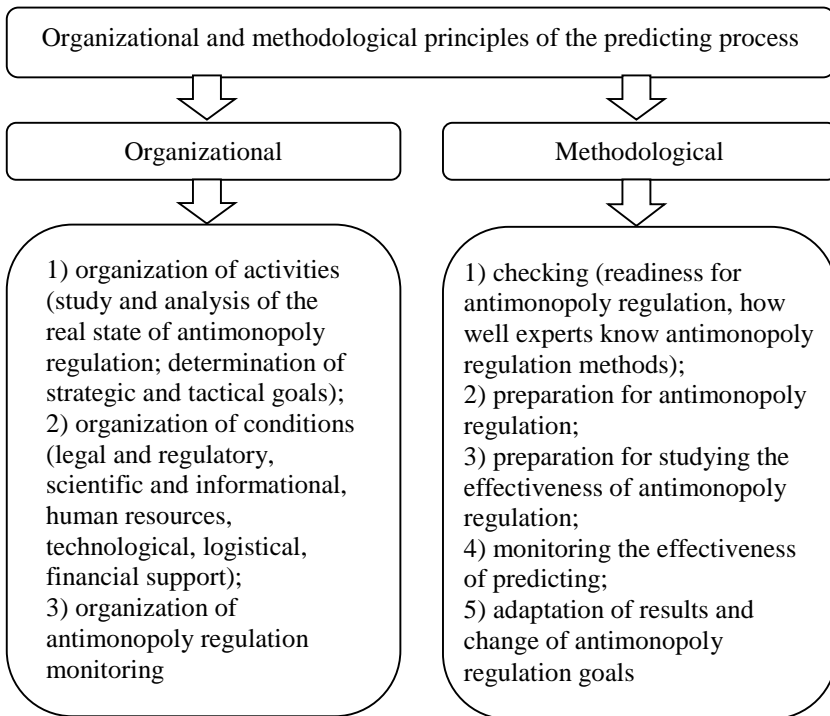 Organizational and methodological principles of the predicting process
Organizational
Methodological
1) organization of activities
(study and analysis of the
real state of antimonopoly
regulation; determination of
strategic and tactical goals);
2) organization of conditions
(legal and regulatory,
scientific and informational,
human resources,
technological, logistical,
financial support);
3) organization of
antimonopoly regulation
monitoring
1) checking (readiness for
antimonopoly regulation, how
well experts know antimonopoly
regulation methods);
2) preparation for antimonopoly
regulation;
3) preparation for studying the
effectiveness of antimonopoly
regulation;
4) monitoring the effectiveness
of predicting;
5) adaptation of results and
change of antimonopoly
regulation goals